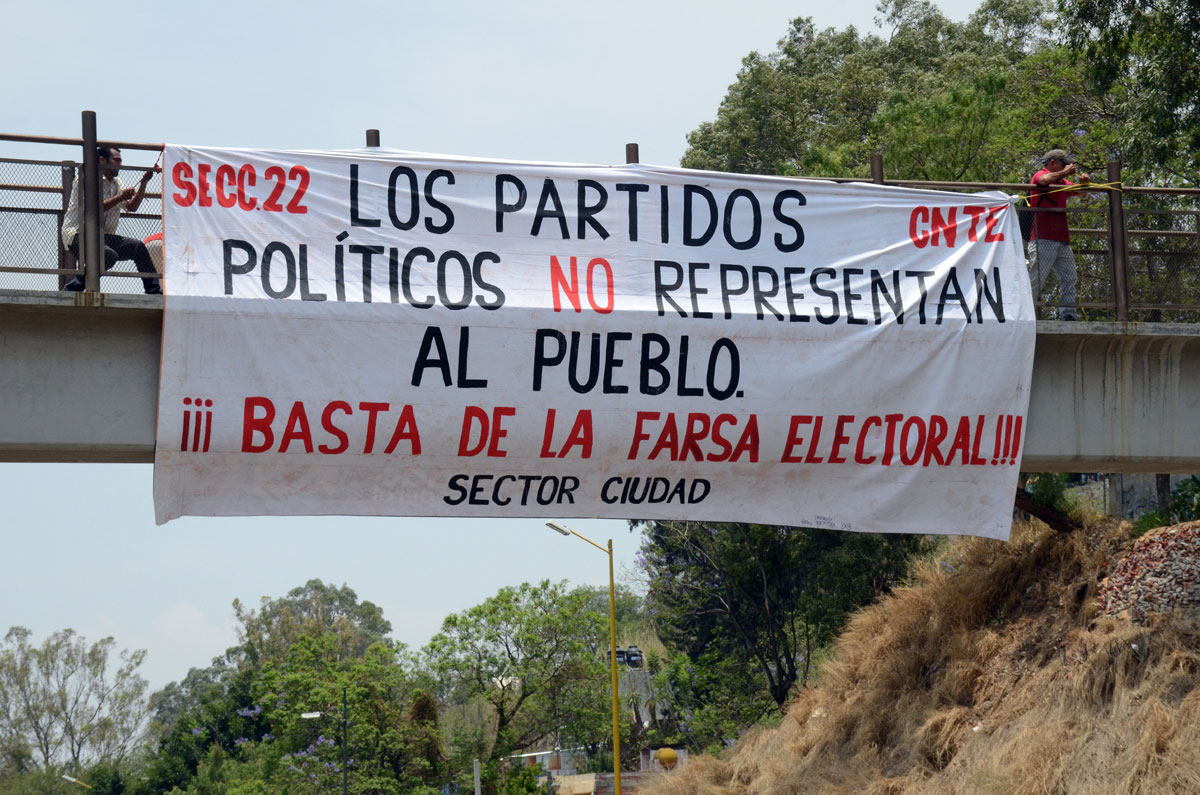 SECC.22 LOS PARTIDOS CNTE
POLÍTICOS NO REPRESENTAN
AL PUEBLO.
¡¡¡ BASTA DE LA FARSA ELECTORAL!!!
SECTOR CIUDAD